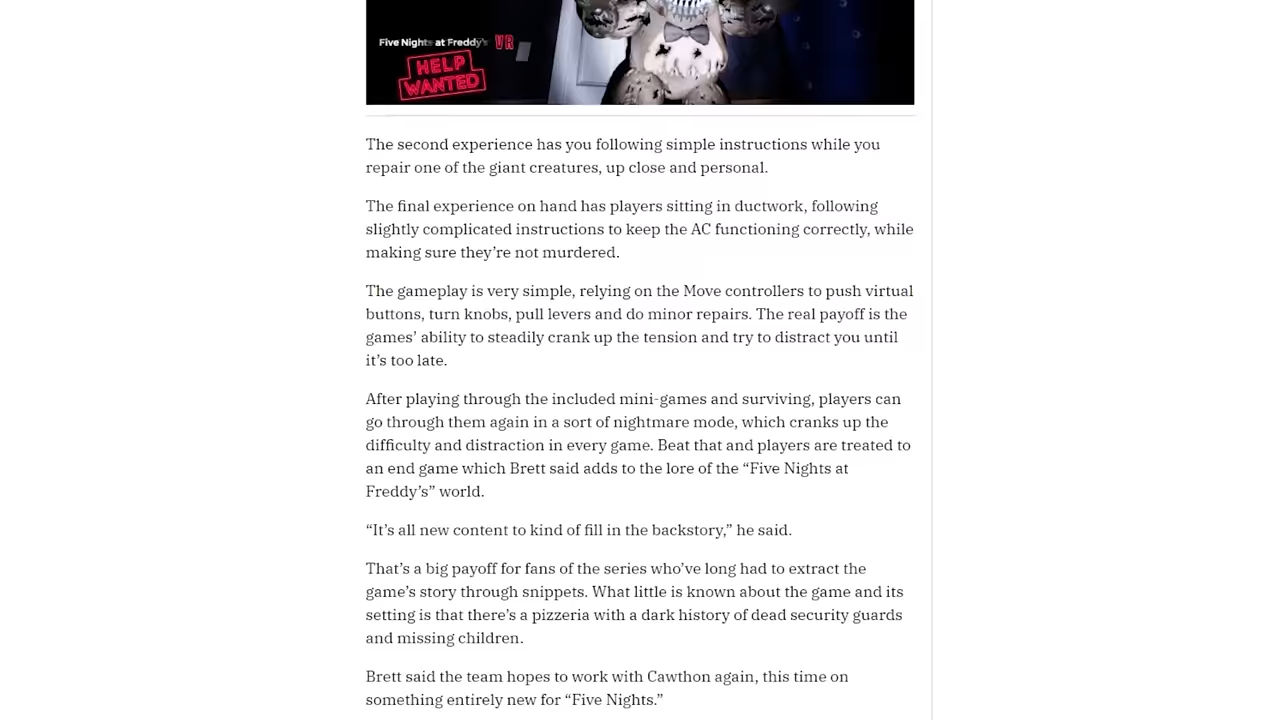 Five Nights at Freddy's VR
HELP
WANTED
The second experience has you following simple instructions while you
repair one of the giant creatures, up close and personal.
The final experience on hand has players sitting in ductwork, following
slightly complicated instructions to keep the AC functioning correctly, while
making sure they’re not murdered.
The gameplay is very simple, relying on the Move controllers to push virtual
buttons, turn knobs, pull levers and do minor repairs. The real payoff is the
games’ ability to steadily crank up the tension and try to distract you until
it’s too late.
After playing through the included mini-games and surviving, players can
go through them again in a sort of nightmare mode, which cranks up the
difficulty and distraction in every game. Beat that and players are treated to
an end game which Brett said adds to the lore of the “Five Nights at
Freddy’s” world.
“It’s all new content to kind of fill in the backstory,” he said.
That’s a big payoff for fans of the series who’ve long had to extract the
game’s story through snippets. What little is known about the game and its
setting is that there’s a pizzeria with a dark history of dead security guards
and missing children.
Brett said the team hopes to work with Cawthon again, this time on
something entirely new for “Five Nights.”